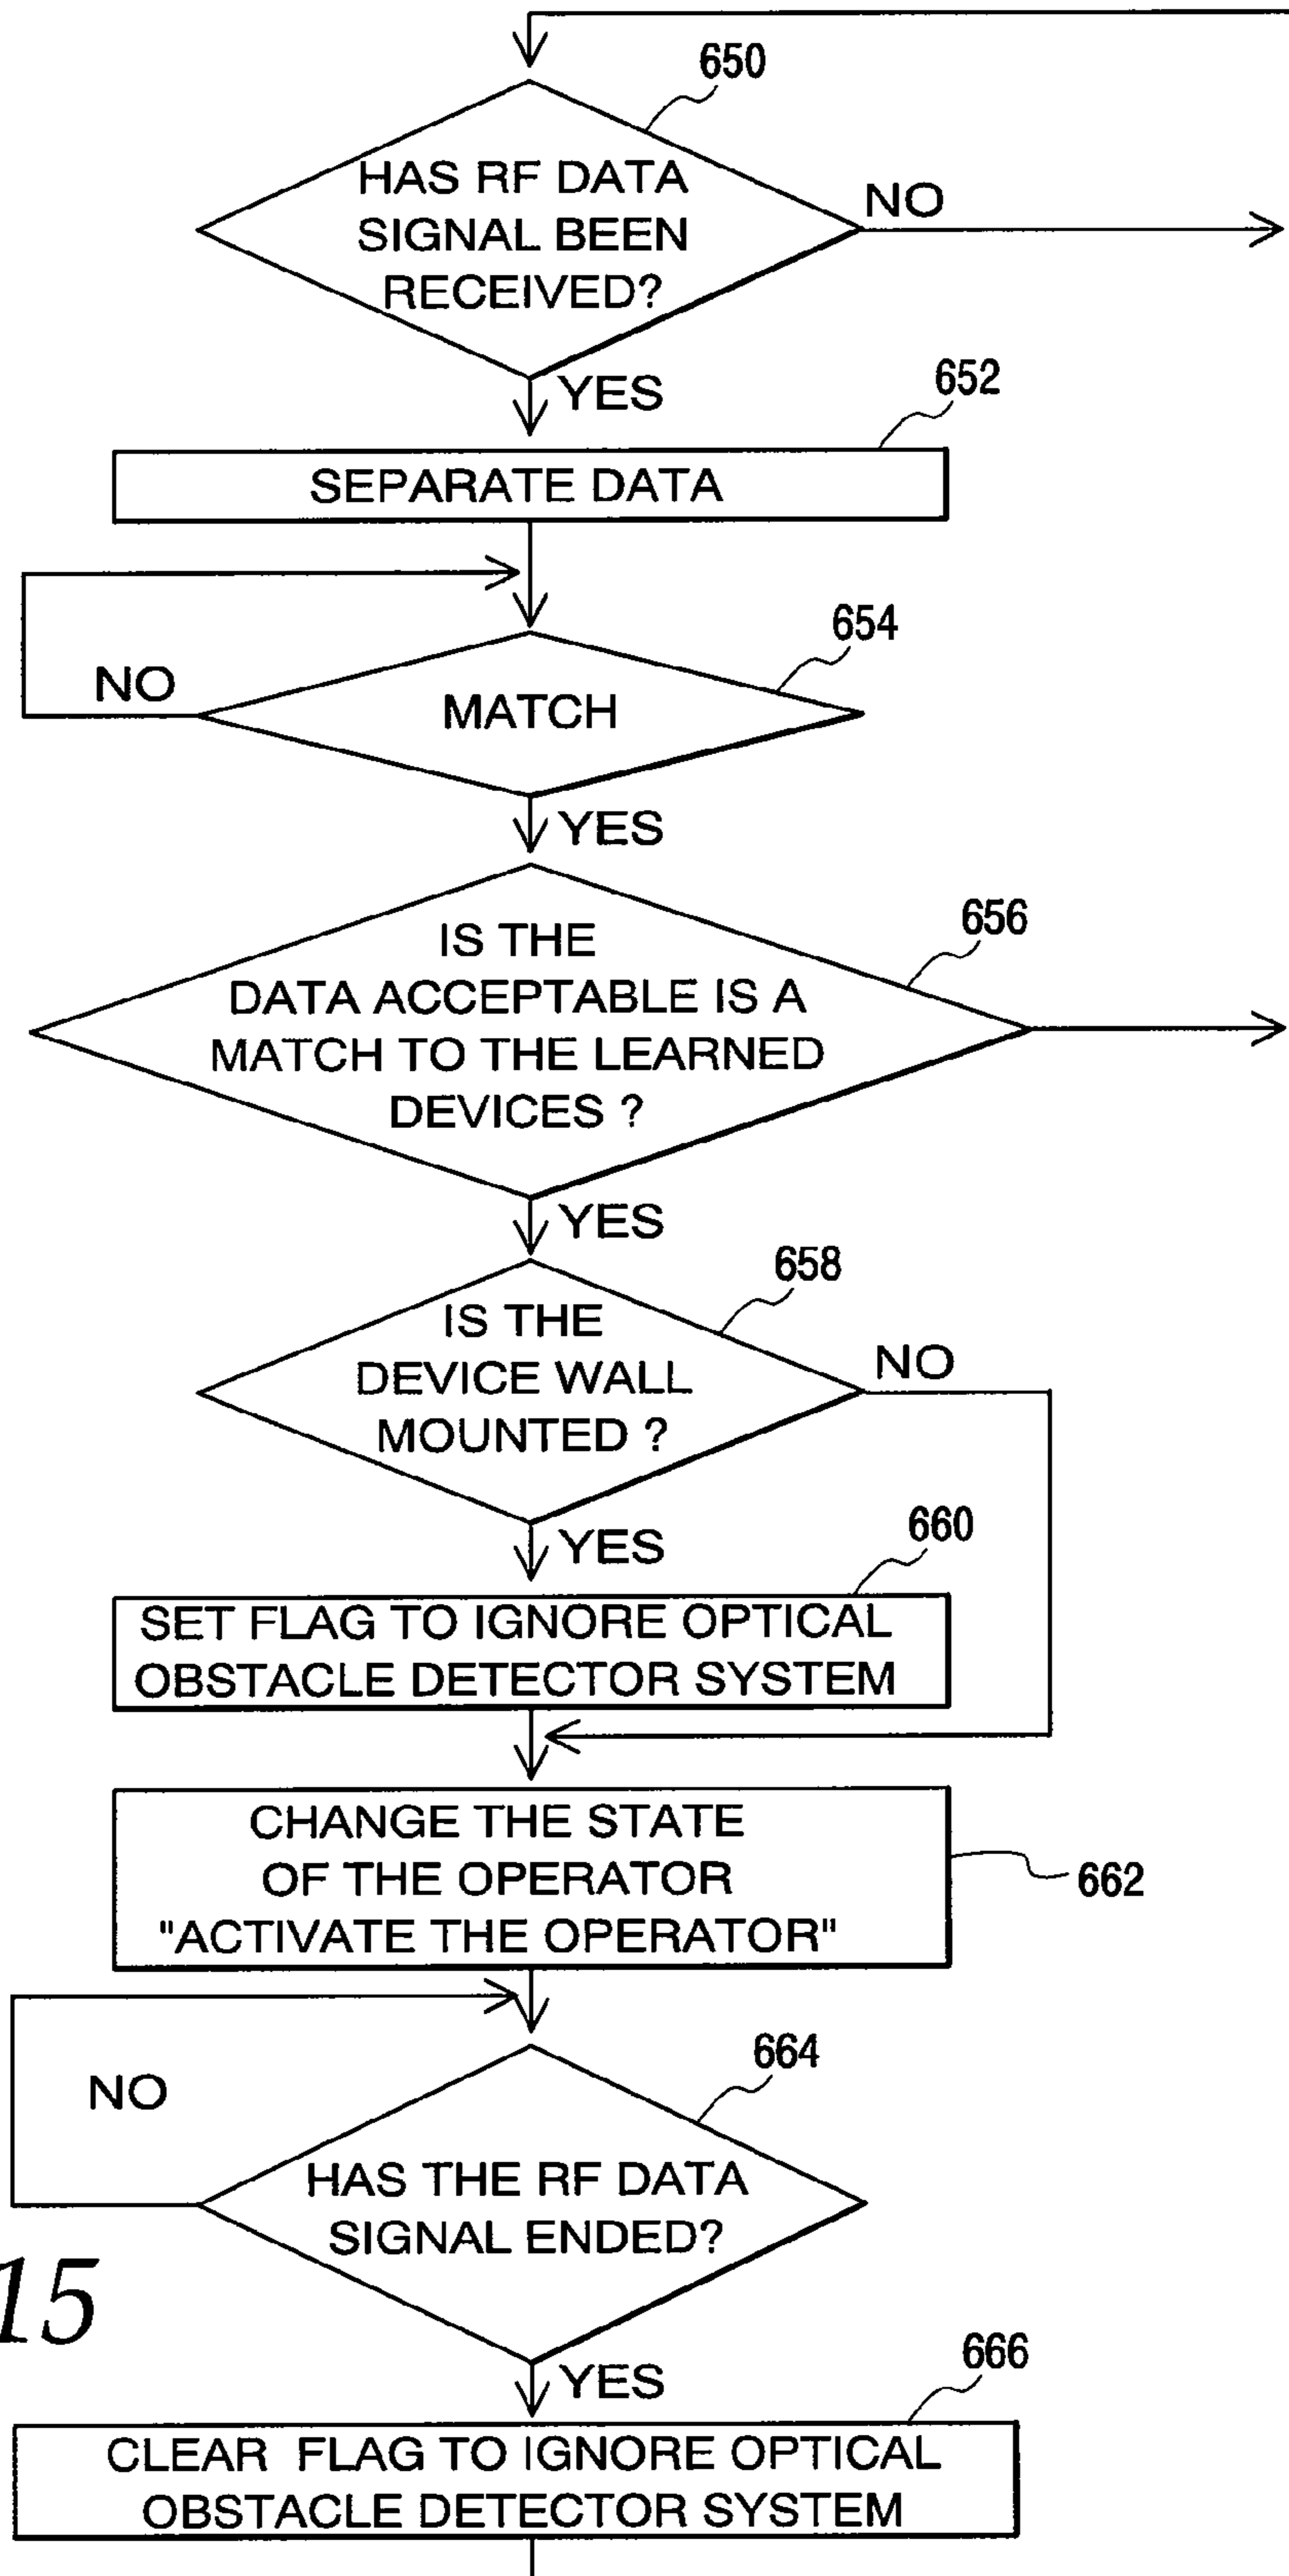 650
HAS RF DATA
SIGNAL BEEN
RECEIVED?
NO
YES
652
SEPARATE DATA
654
NO
MATCH
YES
656
IS THE
DATA ACCEPTABLE IS A
MATCH TO THE LEARNED
DEVICES ?
YES
658
IS THE
DEVICE WALL
MOUNTED ?
NO
YES
660
SET FLAG TO IGNORE OPTICAL
OBSTACLE DETECTOR SYSTEM
CHANGE THE STATE
OF THE OPERATOR
"ACTIVATE THE OPERATOR"
662
NO
664
HAS THE RF DATA
SIGNAL ENDED?
15
YES
666
CLEAR FLAG TO IGNORE OPTICAL
OBSTACLE DETECTOR SYSTEM